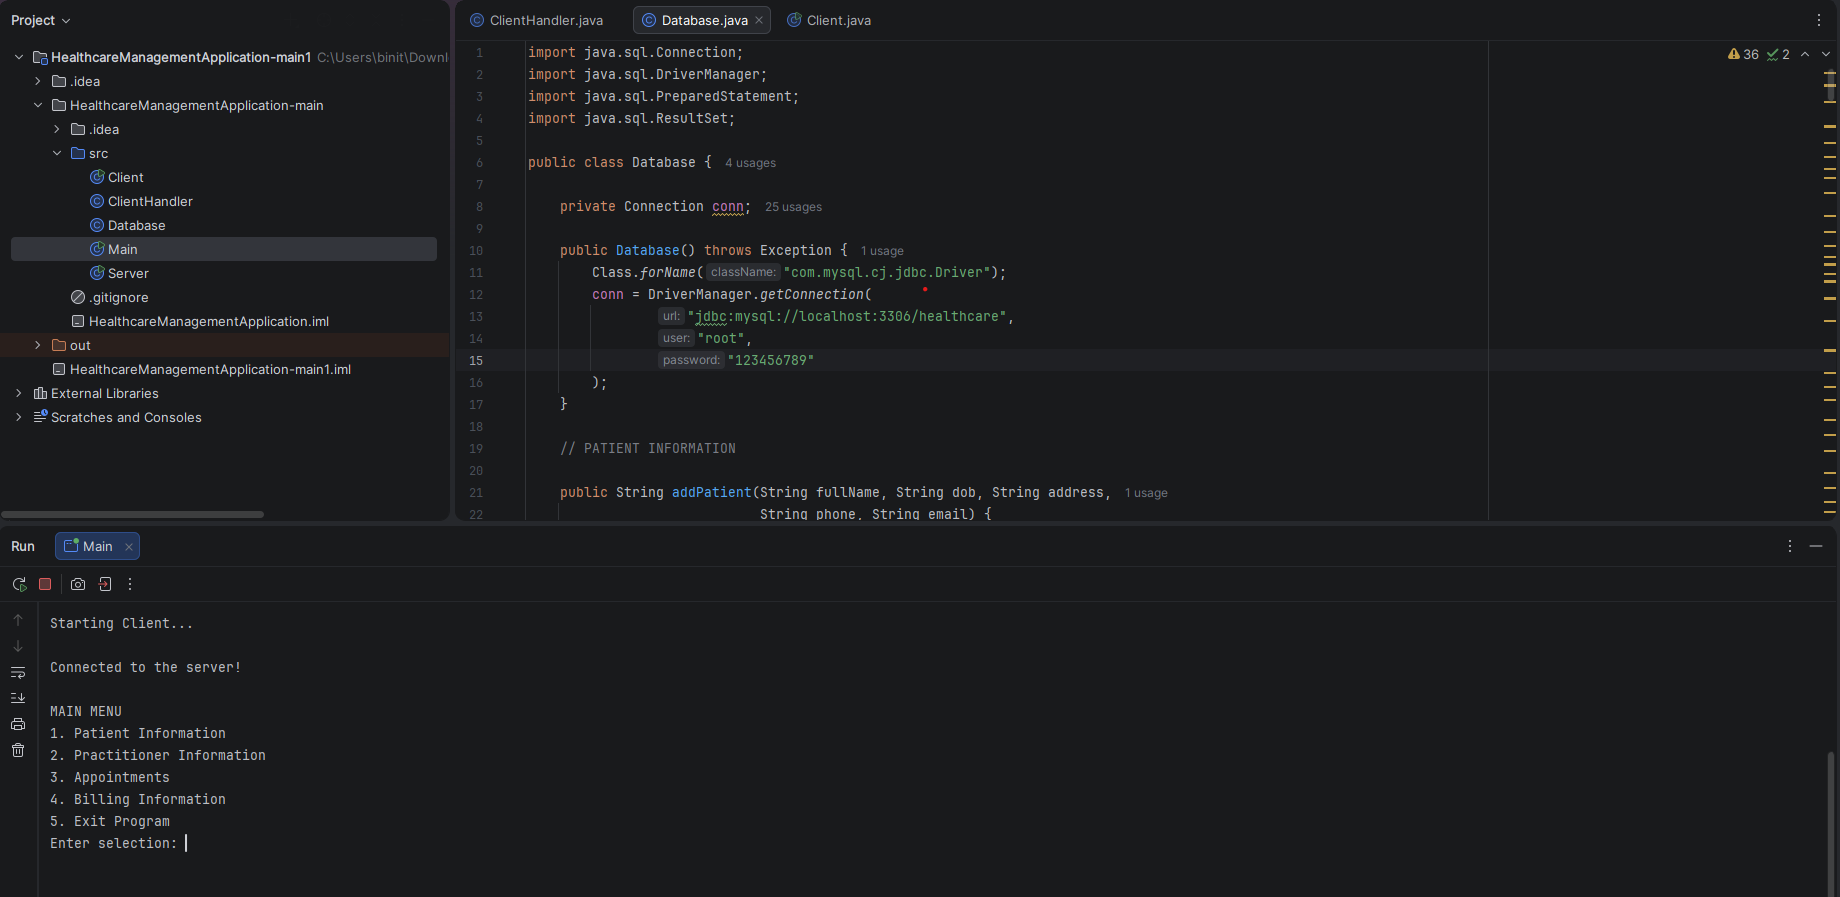 Project
HealthcareManagementApplication-main1 C:\Users\binit\Downl
.idea
HealthcareManagementApplication-main
.idea
src
Client
ClientHandler
Database
Main
Server
.gitignore
HealthcareManagementApplication.iml
out
HealthcareManagementApplication-main1.iml
External Libraries
Scratches and Consoles
ClientHandler.java Database.java Client.java
36 2
1 import java.sql.Connection;
2 import java.sql.DriverManager;
3 import java.sql.PreparedStatement;
4 import java.sql.ResultSet;
5
6 public class Database { 4 usages
7
8 private Connection conn; 25 usages
9
10 public Database() throws Exception { 1 usage
11 Class.forName( className: "com.mysql.cj.jdbc.Driver");
12 conn = DriverManager.getConnection(
13 url: "jdbc:mysql://localhost:3306/healthcare",
14 user: "root",
15 password: "123456789"
16 );
17 }
18
19 // PATIENT INFORMATION
20
21 public String addPatient(String fullName, String dob, String address, 1 usage
22 String phone, String email) {
Run Main
Starting Client...
Connected to the server!
MAIN MENU
1. Patient Information
2. Practitioner Information
3. Appointments
4. Billing Information
5. Exit Program
Enter selection: